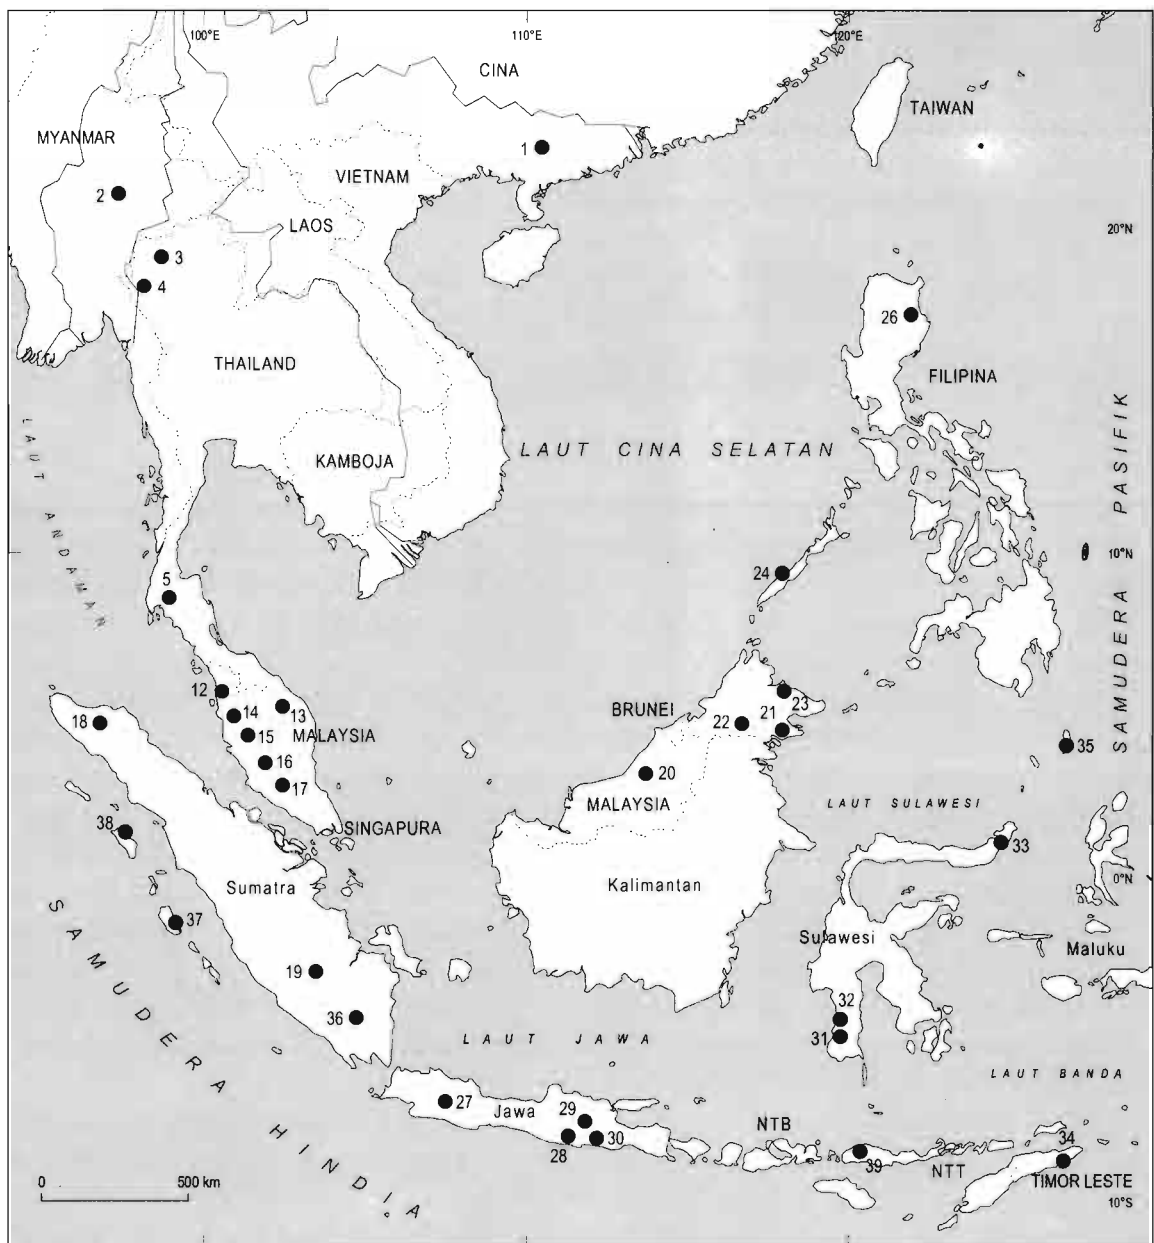 100°E
110°E
120°E
CINA
TAIWAN
MYANMAR
1
VIETNAM
2
LAOS
20°N
3
4
26
THAILAND
FILIPINA
LAUT ANDAMAN
LAUT CINA SELATAN
KAMBOJA
SAMUDERA PASIFIK
10°N
24
5
12
13
23
14
BRUNEI
21
18
22
15
MALAYSIA
35
16
20
17
MALAYSIA
LAUT SULAWESI
38
SINGAPURA
33
0°N
Sumatra
Kalimantan
SAMUDERA HINDIA
37
Sulawesi
Maluku
19
32
36
31
LAUT JAWA
LAUT BANDA
27
Jawa
29
NTB
34
28
30
39
NTT
TIMOR LESTE
0
500 km
10°S